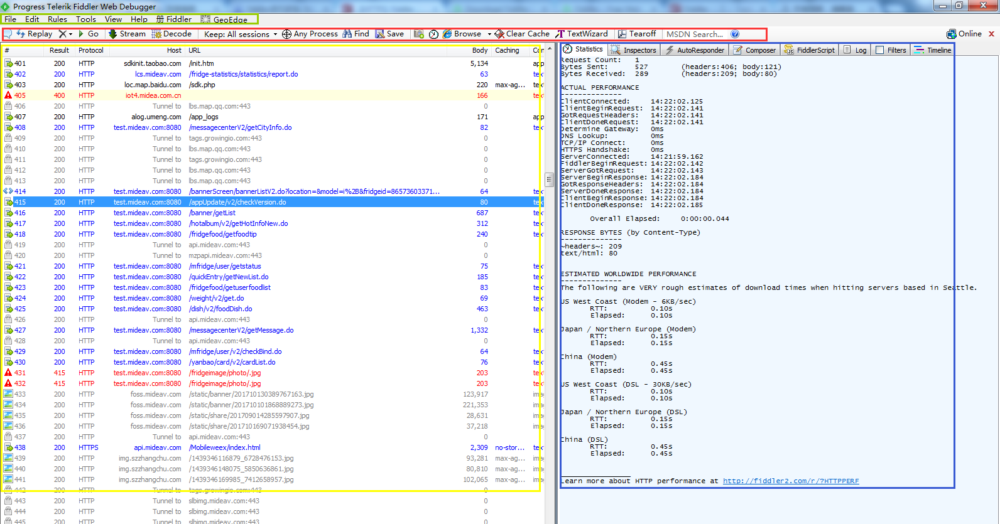 Progress Telerik Fiddler Web Debugger
File Edit Rules Tools View Help Fiddler GeoEdge
Replay Go Stream Decode Keep: All sessions Any Process Find Save Browse Clear Cache TextWizard Tearoff MSDN Search... Online
# Result Protocol Host URL Body Caching
401 200 HTTP sdkinit.taobao.com /init.htm 5,134 app
402 200 HTTP lcs.mideav.com /fridge-statistics/statistics/report.do 63
403 200 HTTP loc.map.baidu.com /sdk.php 220 max-ag...
405 400 HTTP iot4.midea.com.cn 166
406 200 HTTP Tunnel to lbs.map.qq.com:443 0
407 200 HTTP alog.umeng.com /app_logs 171 app
408 200 HTTP test.mideav.com:8080 /messagecenterV2/getCityInfo.do 82
409 200 HTTP Tunnel to tags.growingio.com:443 0
410 200 HTTP Tunnel to lbs.map.qq.com:443 0
411 200 HTTP Tunnel to tags.growingio.com:443 0
412 200 HTTP Tunnel to lbs.map.qq.com:443 0
413 200 HTTP Tunnel to lbs.map.qq.com:443 0
414 200 HTTP test.mideav.com:8080 /bannerScreen/bannerListV2.do?location=&model=i%2B&fridgeid=86573603371... 64
415 200 HTTP test.mideav.com:8080 /appUpdate/v2/checkVersion.do 80
416 200 HTTP test.mideav.com:8080 /banner/getList 687
417 200 HTTP test.mideav.com:8080 /hotalbum/v2/getHotInfoNew.do 312
418 200 HTTP test.mideav.com:8080 /fridgefood/getfoodtip 240
419 200 HTTP Tunnel to api.mideav.com:443 0
420 200 HTTP Tunnel to mzpapi.mideav.com:443 0
421 200 HTTP test.mideav.com:8080 /mfridge/user/getstatus 75
422 200 HTTP test.mideav.com:8080 /quickEntry/getNewList.do 185
423 200 HTTP test.mideav.com:8080 /fridgefood/getuserfoodlist 83
424 200 HTTP test.mideav.com:8080 /weight/v2/get.do 69
425 200 HTTP test.mideav.com:8080 /dish/v2/foodDish.do 463
426 200 HTTP Tunnel to api.mideav.com:443 0
427 200 HTTP test.mideav.com:8080 /messagecenterV2/getMessage.do 1,332
428 200 HTTP Tunnel to api.mideav.com:443 0
429 200 HTTP test.mideav.com:8080 /mfridge/user/v2/checkBind.do 64
430 200 HTTP test.mideav.com:8080 /yanbao/card/v2/cardList.do 76
431 415 HTTP test.mideav.com:8080 /fridgeimage/photo/.jpg 203
432 415 HTTP test.mideav.com:8080 /fridgeimage/photo/.jpg 203
433 200 HTTP foss.mideav.com /static/banner/201710130389767163.jpg 123,917
434 200 HTTP foss.mideav.com /static/banner/201710101868889273.jpg 221,353
435 200 HTTP foss.mideav.com /static/share/201709014285597907.jpg 28,631
436 200 HTTP foss.mideav.com /static/share/201710169071938454.jpg 37,218
437 200 HTTP Tunnel to api.mideav.com:443 0
438 200 HTTPS api.mideav.com /Mobileweex/index.html 2,309 no-stor...
439 200 HTTP img.szzhangchu.com /1439346116879_6728476153.jpg 93,281 max-ag...
440 200 HTTP img.szzhangchu.com /1439346148075_5850636861.jpg 80,810 max-ag...
441 200 HTTP img.szzhangchu.com /1439346169985_7412658957.jpg 102,065 max-ag...
442 200 HTTP Tunnel to tags.growingio.com:443 0
443 200 HTTP Tunnel to slbimg.mideav.com:443 0
444 200 HTTP Tunnel to slbimg.mideav.com:443 0
445 200 HTTP Tunnel to slbimg.mideav.com:443 0
Statistics Inspectors AutoResponder Composer FiddlerScript Log Filters Timeline
Request Count: 1
Bytes Sent: 527 (headers:406; body:121)
Bytes Received: 289 (headers:209; body:80)
ACTUAL PERFORMANCE
--------------
ClientConnected: 14:22:02.125
ClientBeginRequest: 14:22:02.141
GotRequestHeaders: 14:22:02.141
ClientDoneRequest: 14:22:02.141
Determine Gateway: 0ms
DNS Lookup: 0ms
TCP/IP Connect: 0ms
HTTPS Handshake: 0ms
ServerConnected: 14:21:59.162
FiddlerBeginRequest: 14:22:02.142
ServerGotRequest: 14:22:02.143
ServerBeginResponse: 14:22:02.184
GotResponseHeaders: 14:22:02.184
ServerDoneResponse: 14:22:02.184
ClientBeginResponse: 14:22:02.184
ClientDoneResponse: 14:22:02.185
Overall Elapsed: 0:00:00.044
RESPONSE BYTES (by Content-Type)
--------------
~headers~: 209
text/html: 80
ESTIMATED WORLDWIDE PERFORMANCE
--------------
The following are VERY rough estimates of download times when hitting servers based in Seattle.
US West Coast (Modem - 6KB/sec)
RTT: 0.10s
Elapsed: 0.10s
Japan / Northern Europe (Modem)
RTT: 0.15s
Elapsed: 0.15s
China (Modem)
RTT: 0.45s
Elapsed: 0.45s
US West Coast (DSL - 30KB/sec)
RTT: 0.10s
Elapsed: 0.10s
Japan / Northern Europe (DSL)
RTT: 0.15s
Elapsed: 0.15s
China (DSL)
RTT: 0.45s
Elapsed: 0.45s
Learn more about HTTP performance at http://fiddler2.com/r/?HTTPPERF